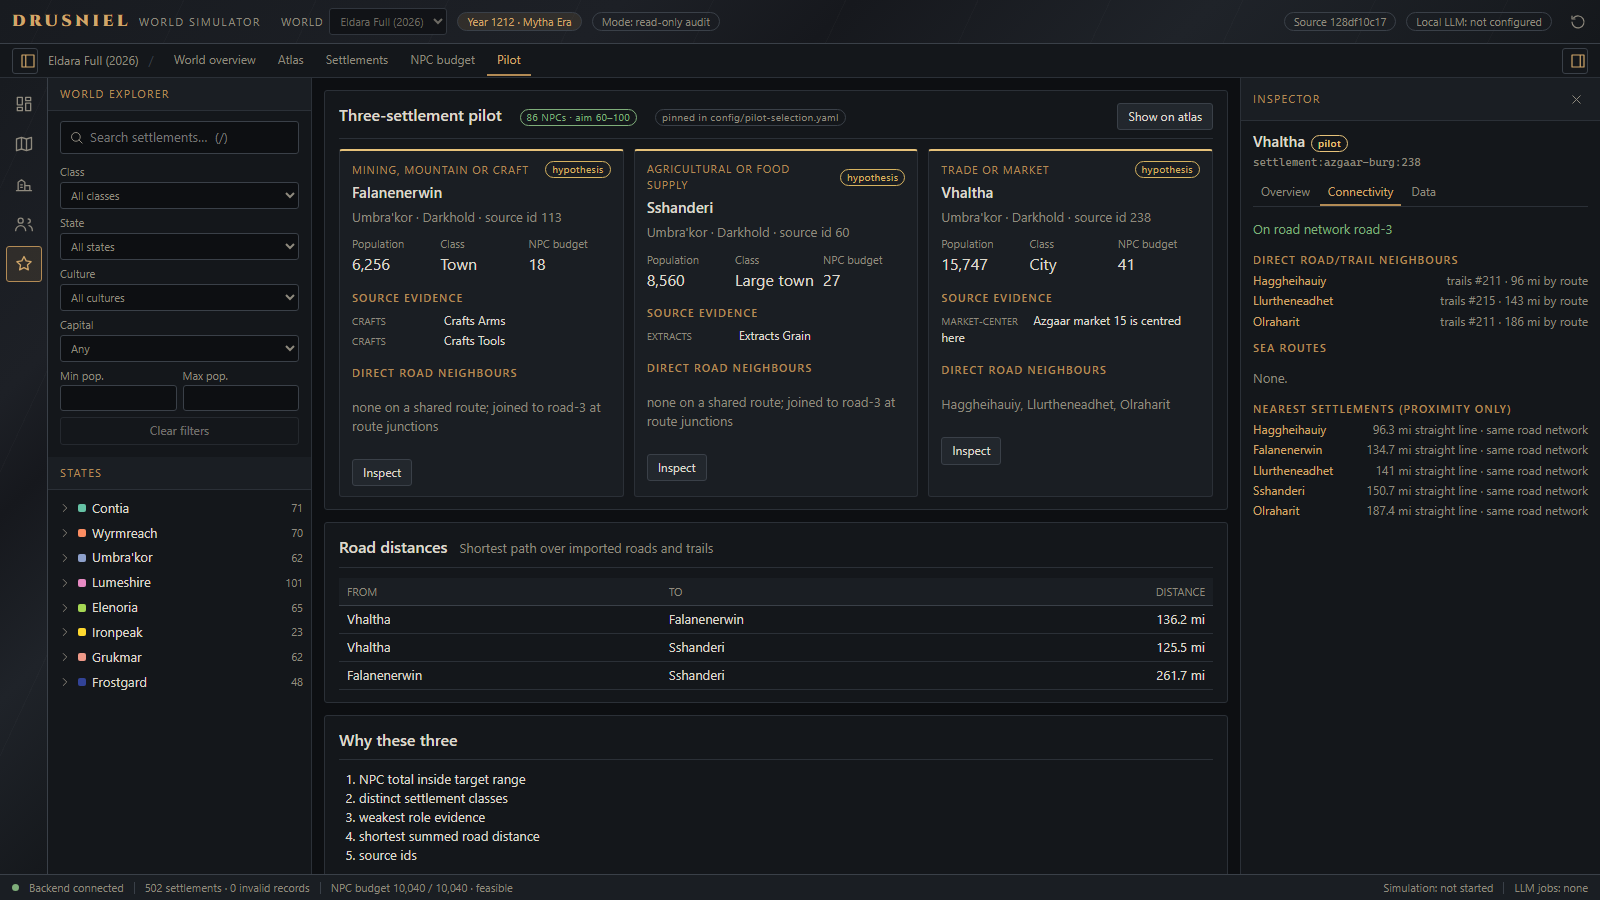 DRUSNIEL WORLD SIMULATOR WORLD Eldara Full (2026) Year 1212 · Mytha Era Mode: read-only audit Source 128df10c17 Local LLM: not configured
Eldara Full (2026) / World overview Atlas Settlements NPC budget Pilot
WORLD EXPLORER
Search settlements... (/)
Class
All classes
State
All states
Culture
All cultures
Capital
Any
Min pop. Max pop.
Clear filters
STATES
Contia 71
Wyrmreach 70
Umbra'kor 62
Lumeshire 101
Elenoria 65
Ironpeak 23
Grukmar 62
Frostgard 48
Three-settlement pilot 86 NPCs · aim 60–100 pinned in config/pilot-selection.yaml Show on atlas
MINING, MOUNTAIN OR CRAFT hypothesis
Falanenerwin
Umbra'kor · Darkhold · source id 113
Population Class NPC budget
6,256 Town 18
SOURCE EVIDENCE
CRAFTS Crafts Arms
CRAFTS Crafts Tools
DIRECT ROAD NEIGHBOURS
none on a shared route; joined to road-3 at
route junctions
Inspect
AGRICULTURAL OR FOOD
SUPPLY hypothesis
Sshanderi
Umbra'kor · Darkhold · source id 60
Population Class NPC budget
8,560 Large town 27
SOURCE EVIDENCE
EXTRACTS Extracts Grain
DIRECT ROAD NEIGHBOURS
none on a shared route; joined to road-3 at
route junctions
Inspect
TRADE OR MARKET hypothesis
Vhaltha
Umbra'kor · Darkhold · source id 238
Population Class NPC budget
15,747 City 41
SOURCE EVIDENCE
MARKET-CENTER Azgaar market 15 is centred
here
DIRECT ROAD NEIGHBOURS
Haggheihauiy, Llurtheneadhet, Olraharit
Inspect
Road distances Shortest path over imported roads and trails
FROM TO DISTANCE
Vhaltha Falanenerwin 136.2 mi
Vhaltha Sshanderi 125.5 mi
Falanenerwin Sshanderi 261.7 mi
Why these three
1. NPC total inside target range
2. distinct settlement classes
3. weakest role evidence
4. shortest summed road distance
5. source ids
INSPECTOR
Vhaltha pilot
settlement:azgaar-burg:238
Overview Connectivity Data
On road network road-3
DIRECT ROAD/TRAIL NEIGHBOURS
Haggheihauiy trails #211 · 96 mi by route
Llurtheneadhet trails #215 · 143 mi by route
Olraharit trails #211 · 186 mi by route
SEA ROUTES
None.
NEAREST SETTLEMENTS (PROXIMITY ONLY)
Haggheihauiy 96.3 mi straight line · same road network
Falanenerwin 134.7 mi straight line · same road network
Llurtheneadhet 141 mi straight line · same road network
Sshanderi 150.7 mi straight line · same road network
Olraharit 187.4 mi straight line · same road network
Backend connected 502 settlements · 0 invalid records NPC budget 10,040 / 10,040 · feasible Simulation: not started LLM jobs: none